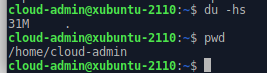 cloud-admin@xubuntu-2110:~$ du -hs
31M	.
cloud-admin@xubuntu-2110:~$ pwd
/home/cloud-admin
cloud-admin@xubuntu-2110:~$